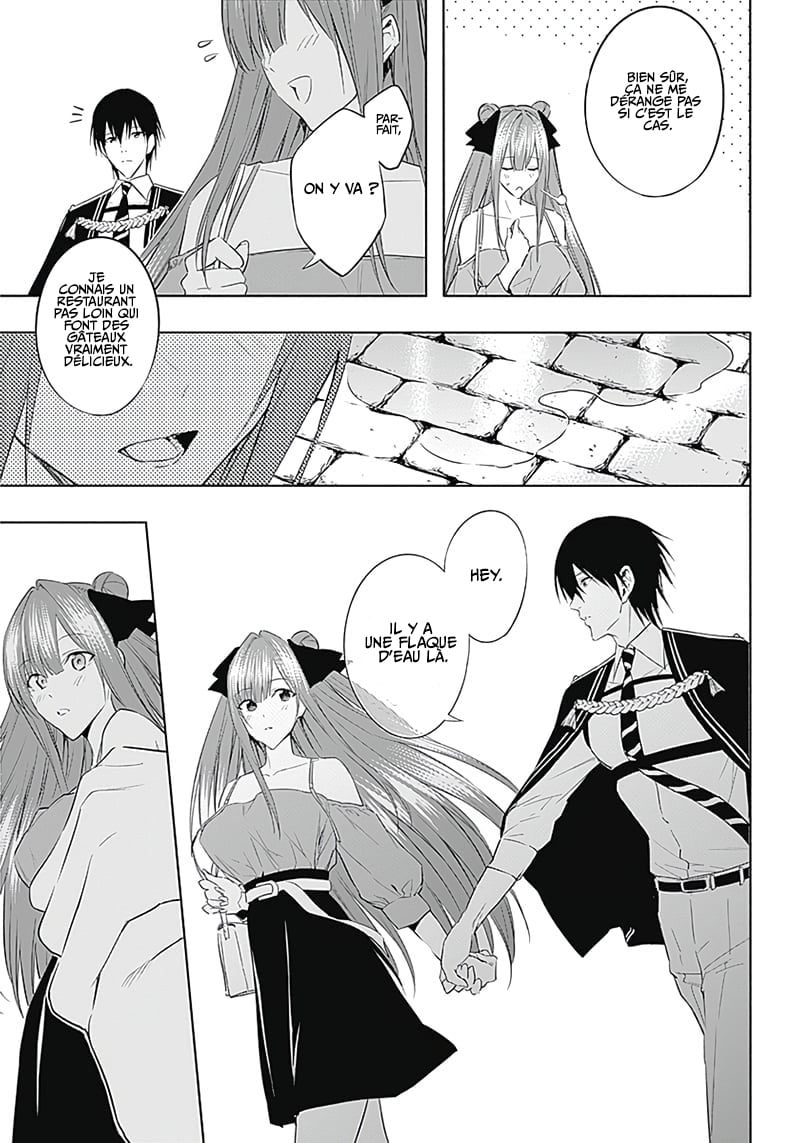 BIEN SÛR,
ÇA NE ME
DÉRANGE PAS
SI C'EST LE
CAS.
PAR-
FAIT,
ON Y VA ?
JE
CONNAIS UN
RESTAURANT
PAS LOIN QUI
FONT DES
GÂTEAUX
VRAIMENT
DÉLICIEUX.
HEY.
IL Y A
UNE FLAQUE
D'EAU LÀ.